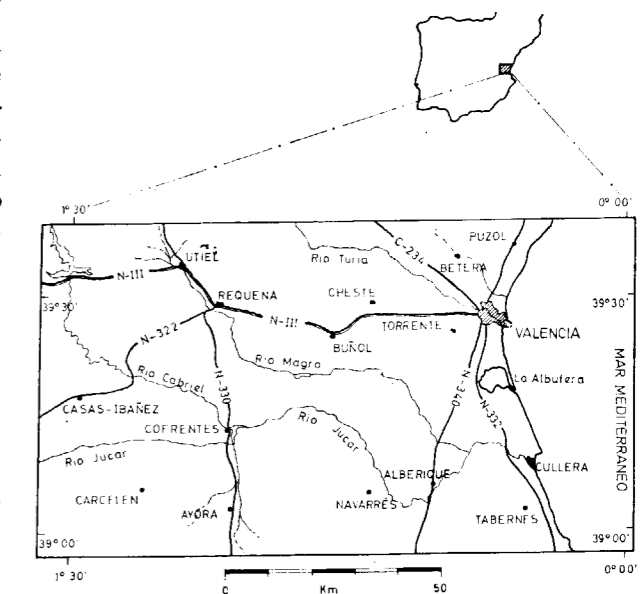 1° 30'
0° 00'
PUZOL
C-234
UTIEL
Rio Turia
BETERA
N-III
39°30'
39°30'
REQUENA
CHESTE
N-III
TORRENTE
VALENCIA
N-322
BUÑOL
Rio Magro
MAR MEDITERRANEO
Rio Cabriel
N-330
N-340
La Albufera
CASAS-IBAÑEZ
N-332
COFRENTES
Rio Jucar
Rio Jucar
CULLERA
ALBERIQUE
CARCELEN
NAVARRES
AYORA
TABERNES
39°00'
39°00'
1° 30'
0° 00'
0 Km 50